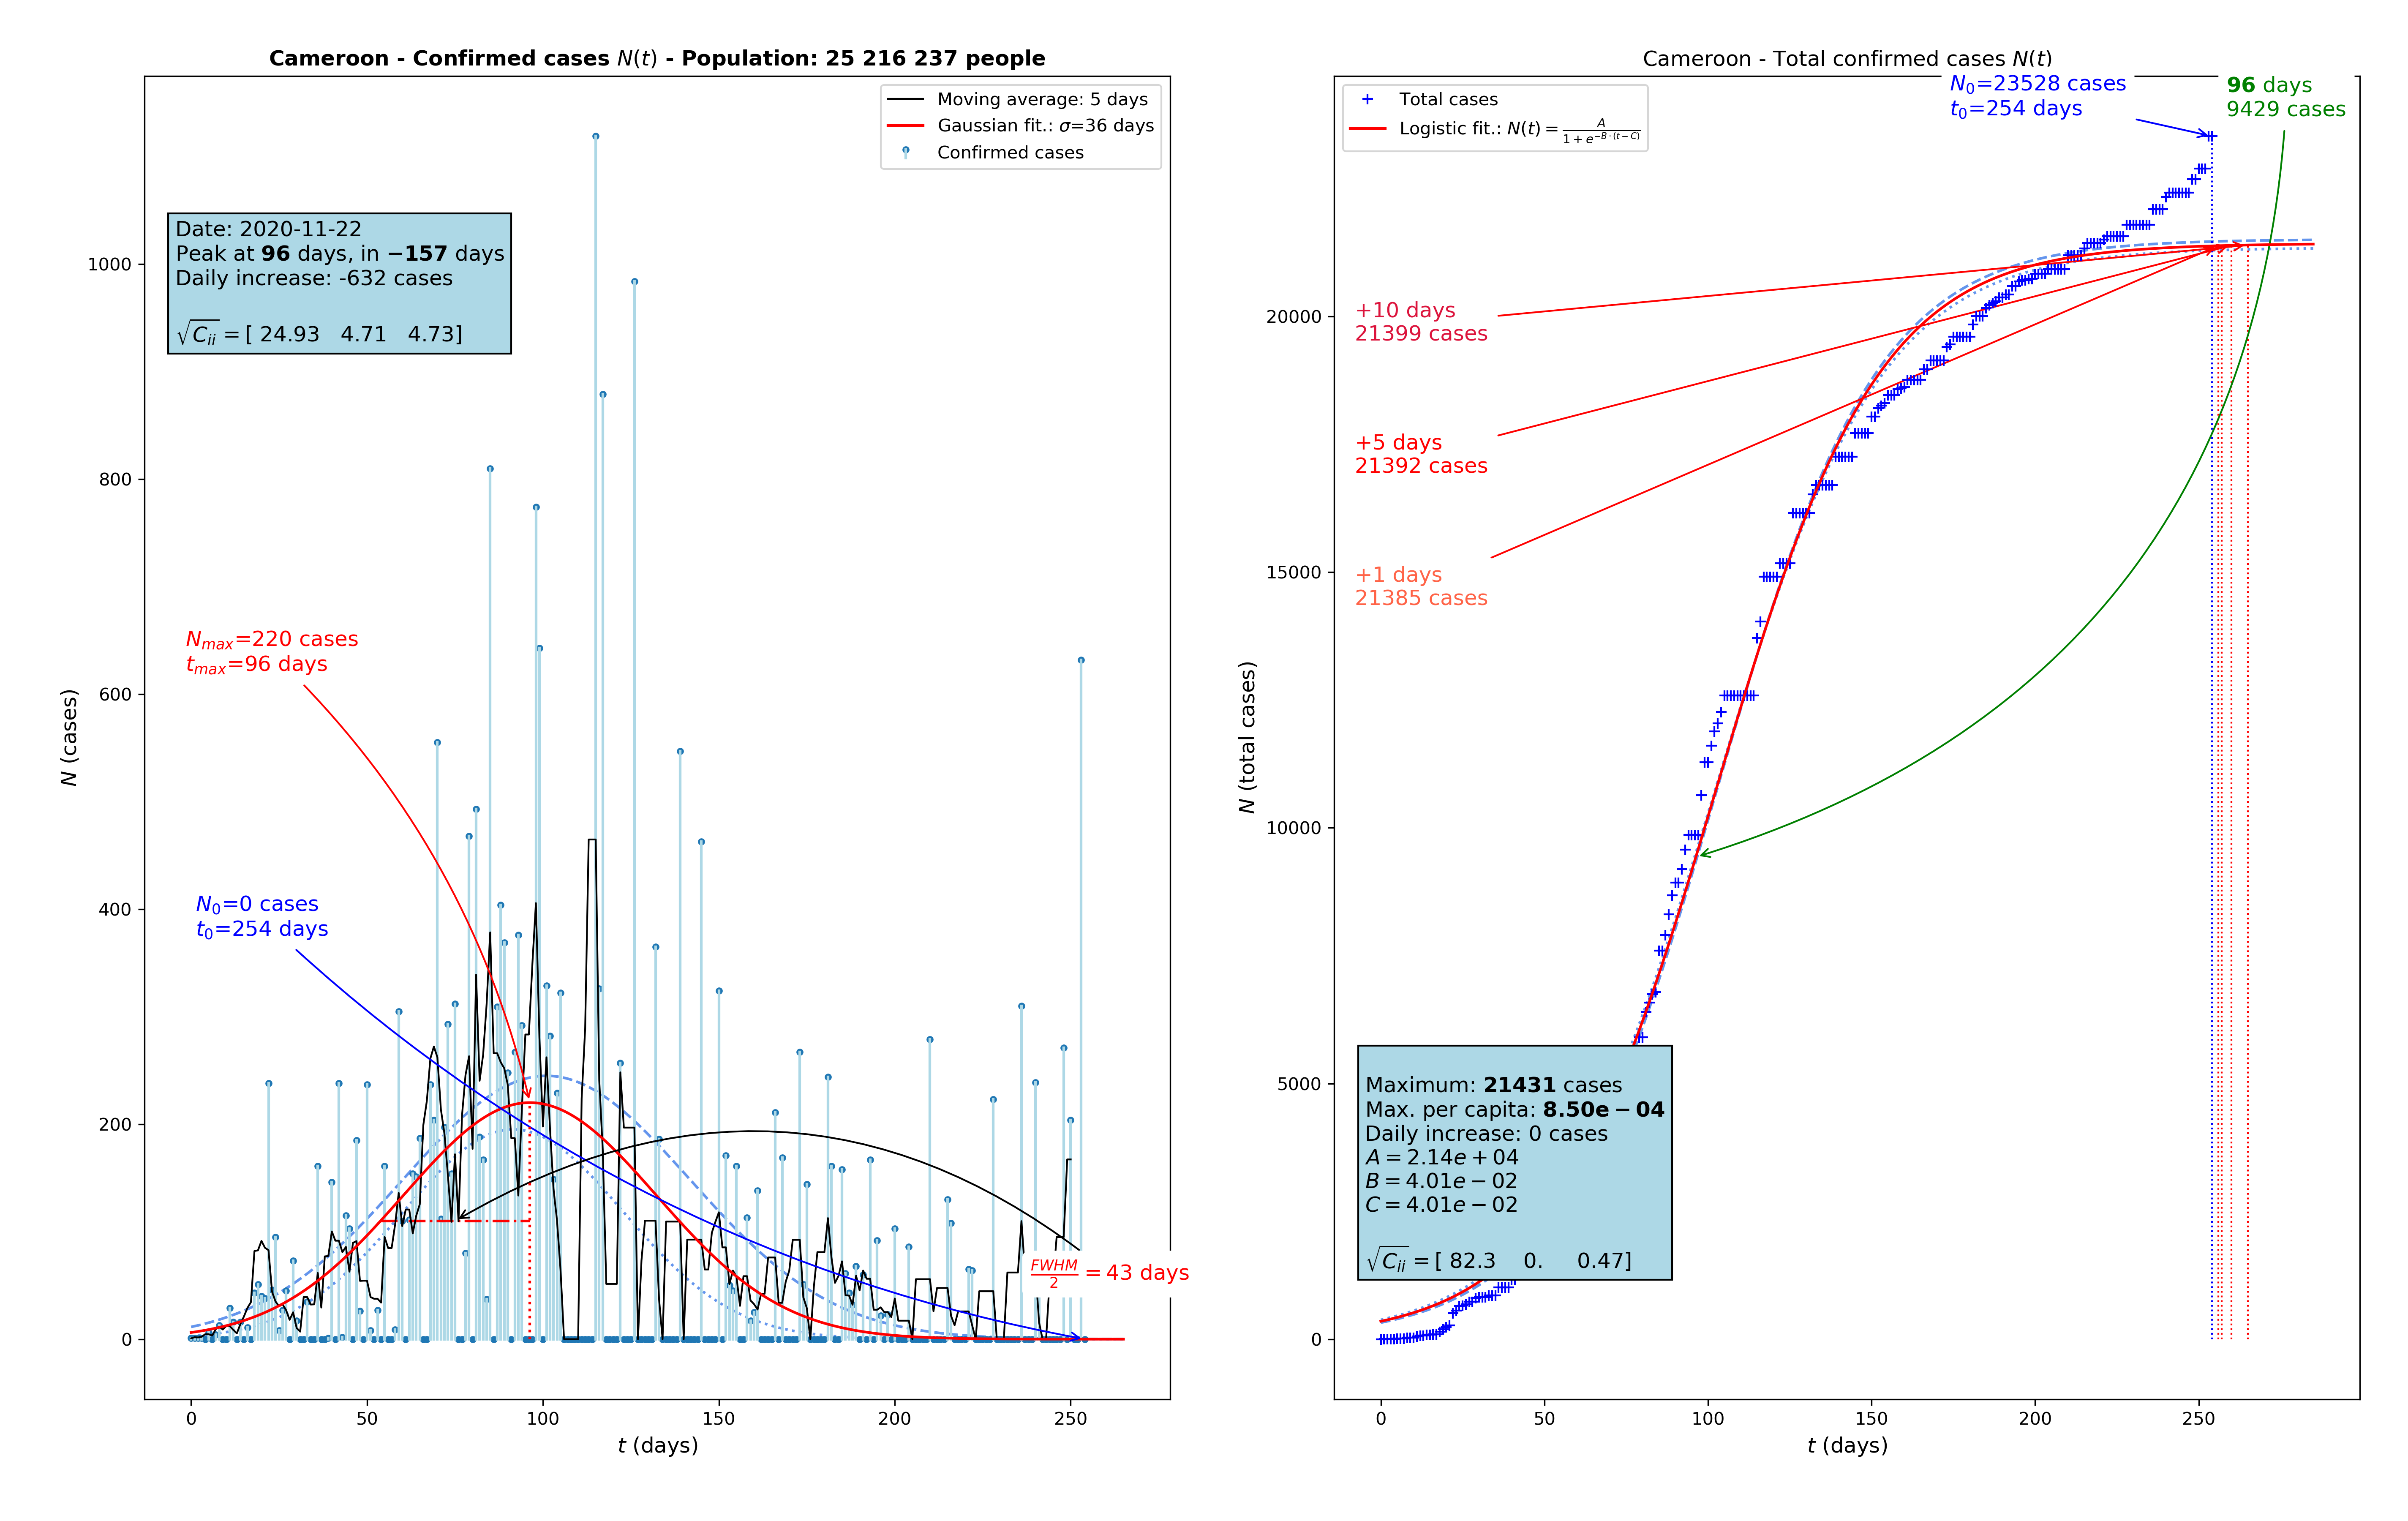 Cameroon - Confirmed cases N(t) - Population: 25 216 237 people
Moving average: 5 days
Gaussian fit.: σ=36 days
Confirmed cases
Date: 2020-11-22
Peak at 96 days, in −157 days
Daily increase: -632 cases
√C_ii = [ 24.93 4.71 4.73]
N_max=220 cases
t_max=96 days
N_0=0 cases
t_0=254 days
FWHM/2 = 43 days
1000
800
600
400
200
0
N (cases)
0 50 100 150 200 250
t (days)
Cameroon - Total confirmed cases N(t)
Total cases
Logistic fit.: N(t) = A/(1+e^{−B·(t−C)})
N_0=23528 cases
t_0=254 days
96 days
9429 cases
+10 days
21399 cases
+5 days
21392 cases
+1 days
21385 cases
Maximum: 21431 cases
Max. per capita: 8.50e−04
Daily increase: 0 cases
A = 2.14e + 04
B = 4.01e − 02
C = 4.01e − 02
√C_ii = [ 82.3 0. 0.47]
20000
15000
10000
5000
0
N (total cases)
0 50 100 150 200 250
t (days)